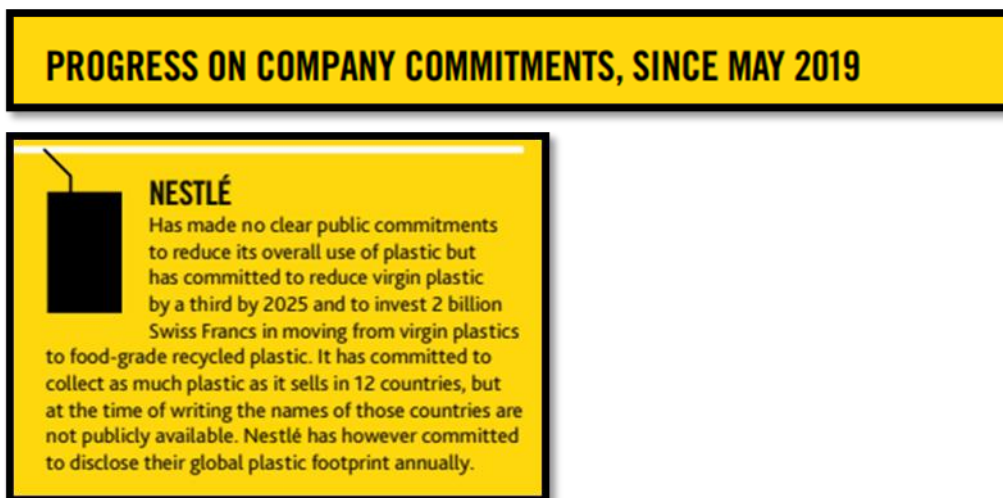 PROGRESS ON COMPANY COMMITMENTS, SINCE MAY 2019
NESTLÉ
Has made no clear public commitments
to reduce its overall use of plastic but
has committed to reduce virgin plastic
by a third by 2025 and to invest 2 billion
Swiss Francs in moving from virgin plastics
to food-grade recycled plastic. It has committed to
collect as much plastic as it sells in 12 countries, but
at the time of writing the names of those countries are
not publicly available. Nestlé has however committed
to disclose their global plastic footprint annually.